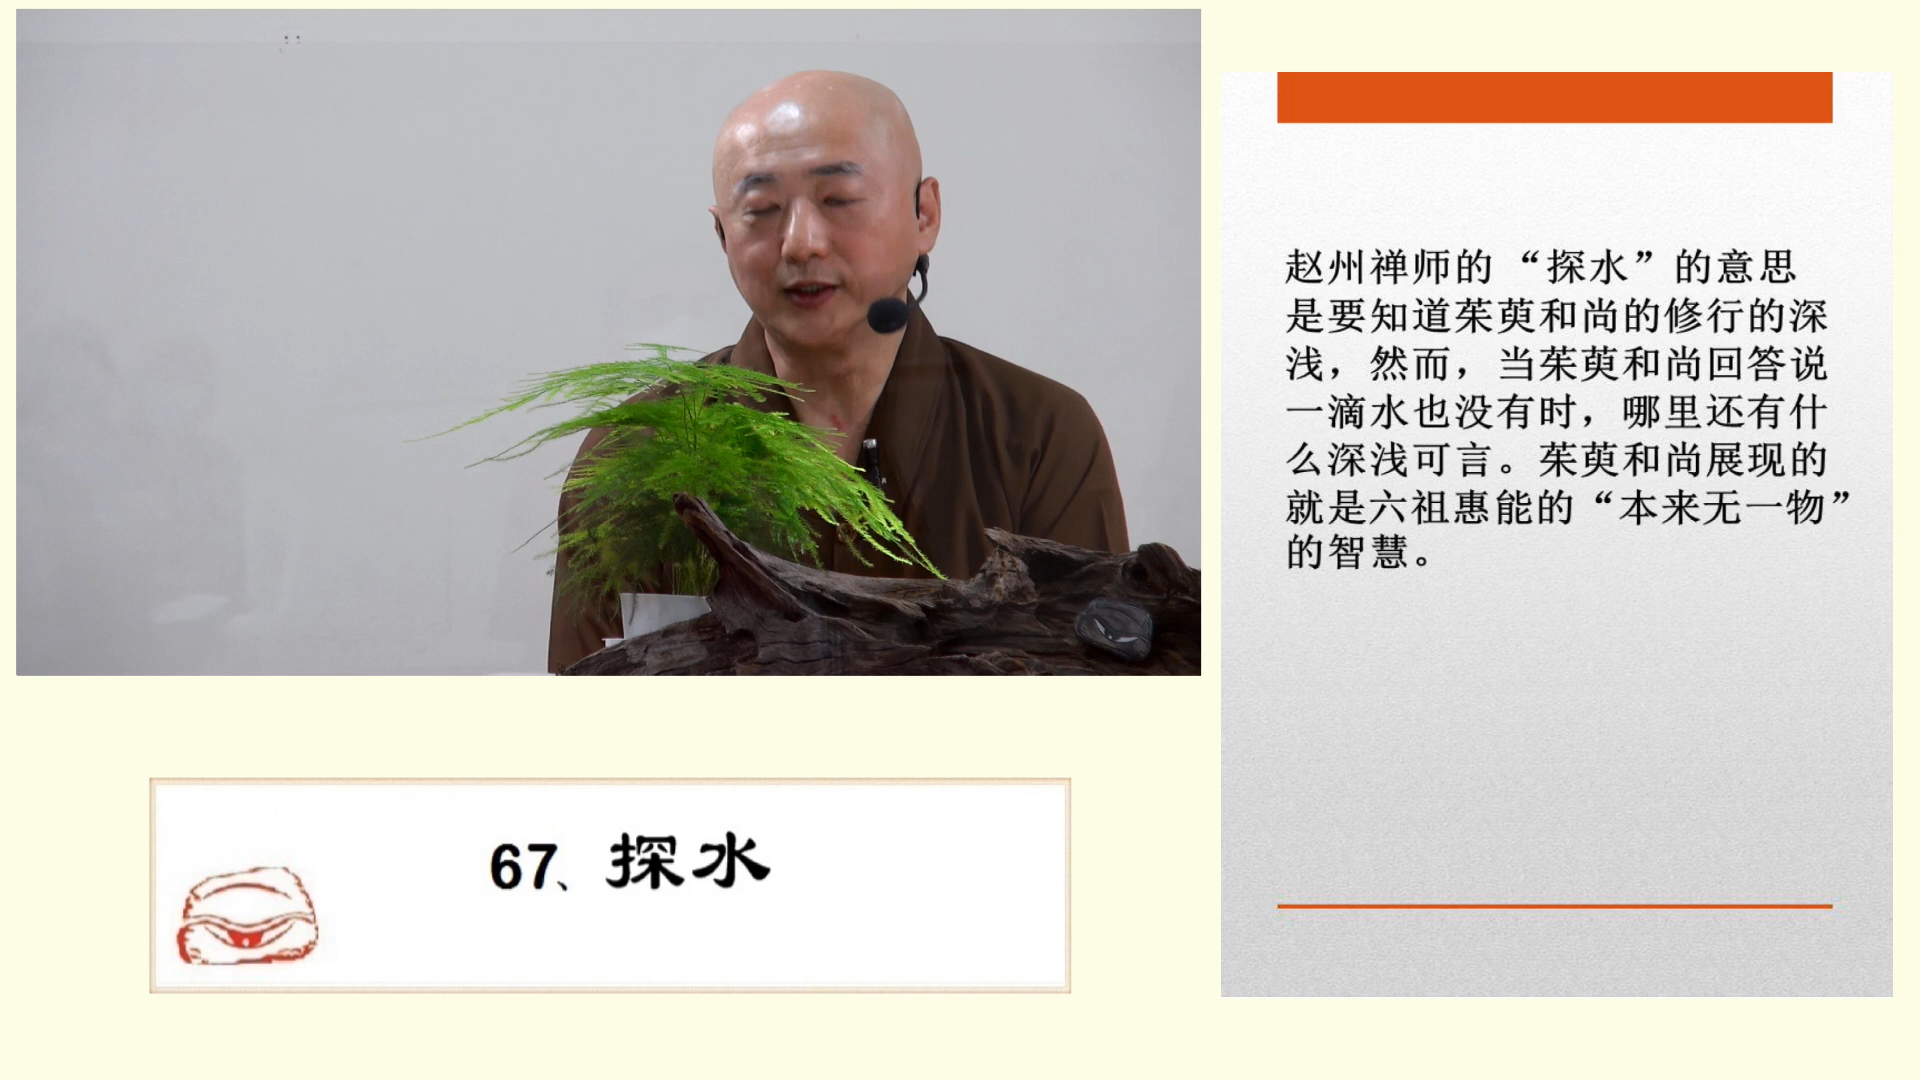 赵州禅师的“探水”的意思
是要知道茱萸和尚的修行的深
浅，然而，当茱萸和尚回答说
一滴水也没有时，哪里还有什
么深浅可言。茱萸和尚展现的
就是六祖惠能的“本来无一物”
的智慧。
67、探水